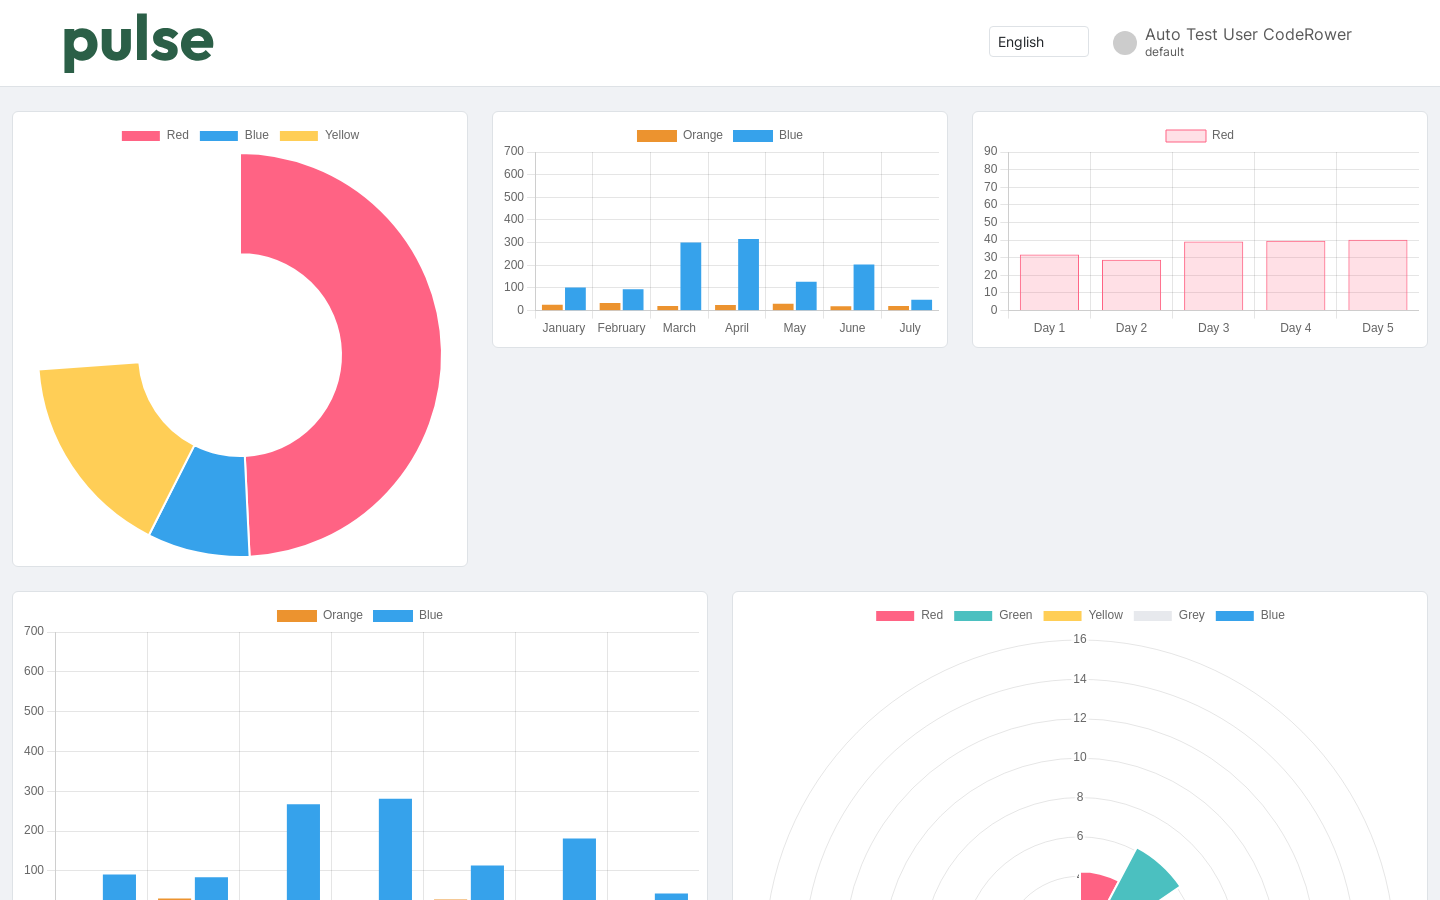 pulse
English
Auto Test User CodeRower
default
Red Blue Yellow
Orange Blue
700
600
500
400
300
200
100
0
January February March April May June July
Red
90
80
70
60
50
40
30
20
10
0
Day 1 Day 2 Day 3 Day 4 Day 5
Orange Blue
700
600
500
400
300
200
100
Red Green Yellow Grey Blue
16
14
12
10
8
6